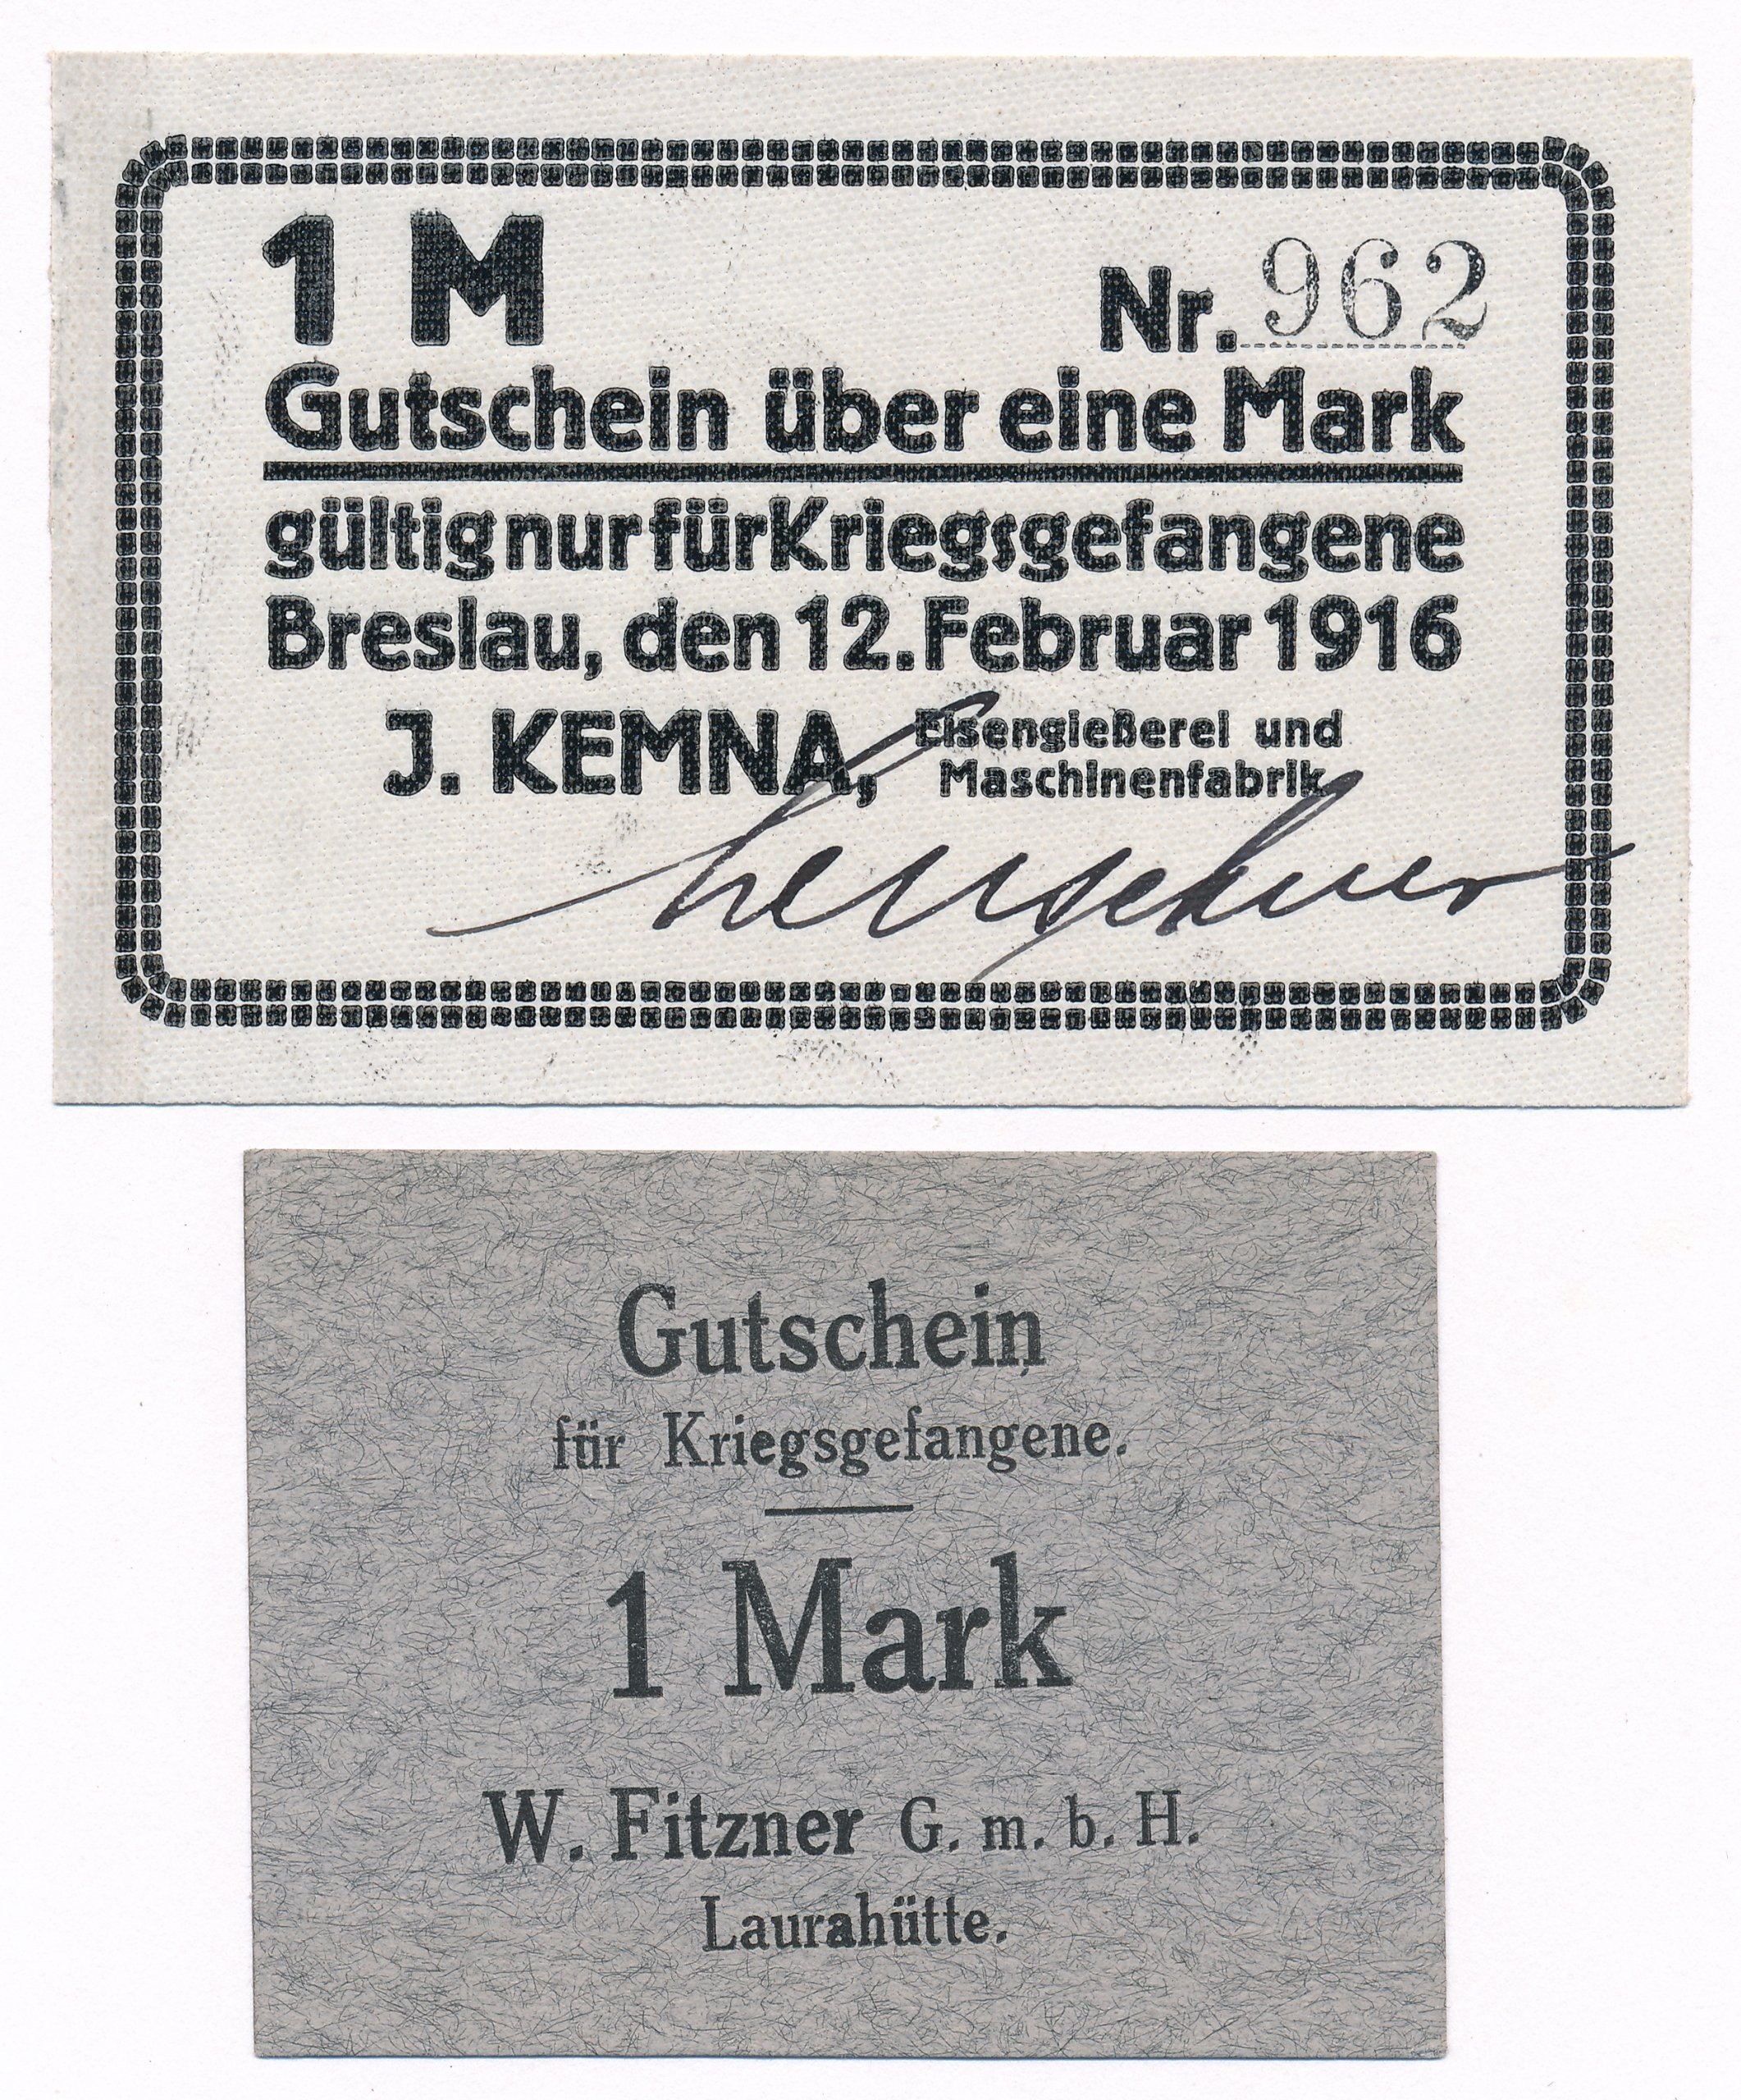 1 M
Nr. 962
Gutschein über eine Mark
gültig nur für Kriegsgefangene
Breslau, den 12. Februar 1916
J. KEMNA, Eisengießerei und
Maschinenfabrik
Gutschein
für Kriegsgefangene.
1 Mark
W. Fitzner G. m. b. H.
Laurahütte.